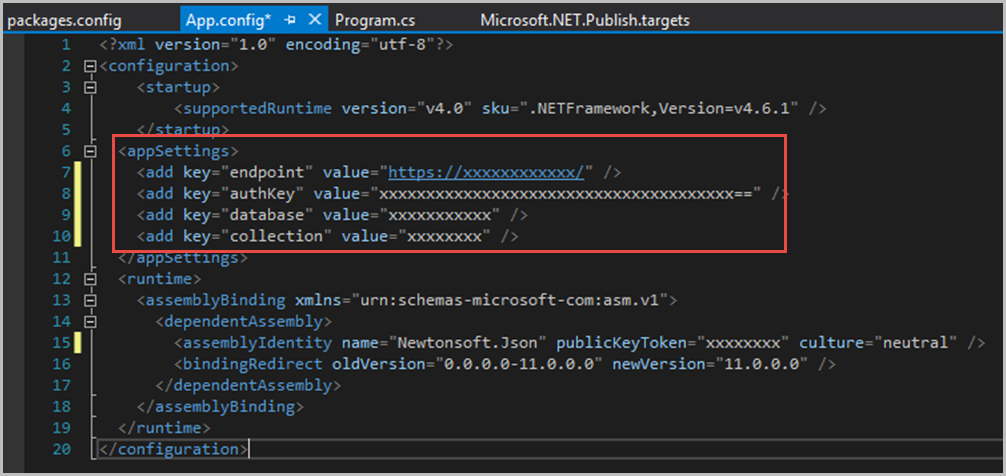 packages.config App.config* Program.cs Microsoft.NET.Publish.targets
1 <?xml version="1.0" encoding="utf-8"?>
2 <configuration>
3 <startup>
4 <supportedRuntime version="v4.0" sku=".NETFramework,Version=v4.6.1" />
5 </startup>
6 <appSettings>
7 <add key="endpoint" value="https://xxxxxxxxxxxx/" />
8 <add key="authKey" value="xxxxxxxxxxxxxxxxxxxxxxxxxxxxxxxxxxxxxx==" />
9 <add key="database" value="xxxxxxxxxxx" />
10 <add key="collection" value="xxxxxxxx" />
11 </appSettings>
12 <runtime>
13 <assemblyBinding xmlns="urn:schemas-microsoft-com:asm.v1">
14 <dependentAssembly>
15 <assemblyIdentity name="Newtonsoft.Json" publicKeyToken="xxxxxxxx" culture="neutral" />
16 <bindingRedirect oldVersion="0.0.0.0-11.0.0.0" newVersion="11.0.0.0" />
17 </dependentAssembly>
18 </assemblyBinding>
19 </runtime>
20 </configuration>